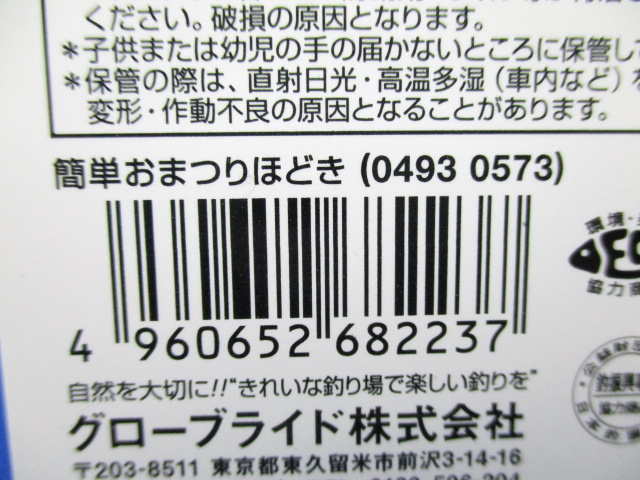 ください。破損の原因となります。
*子供または幼児の手の届かないところに保管し
*保管の際は、直射日光・高温多湿(車内など)
変形・作動不良の原因となることがあります。
簡単おまつりほどき (0493 0573)
環境・
協力商
4 960652 682237
自然を大切に!!"きれいな釣り場で楽しい釣りを"
グローブライド株式会社
〒203-8511 東京都東久留米市前沢3-14-16